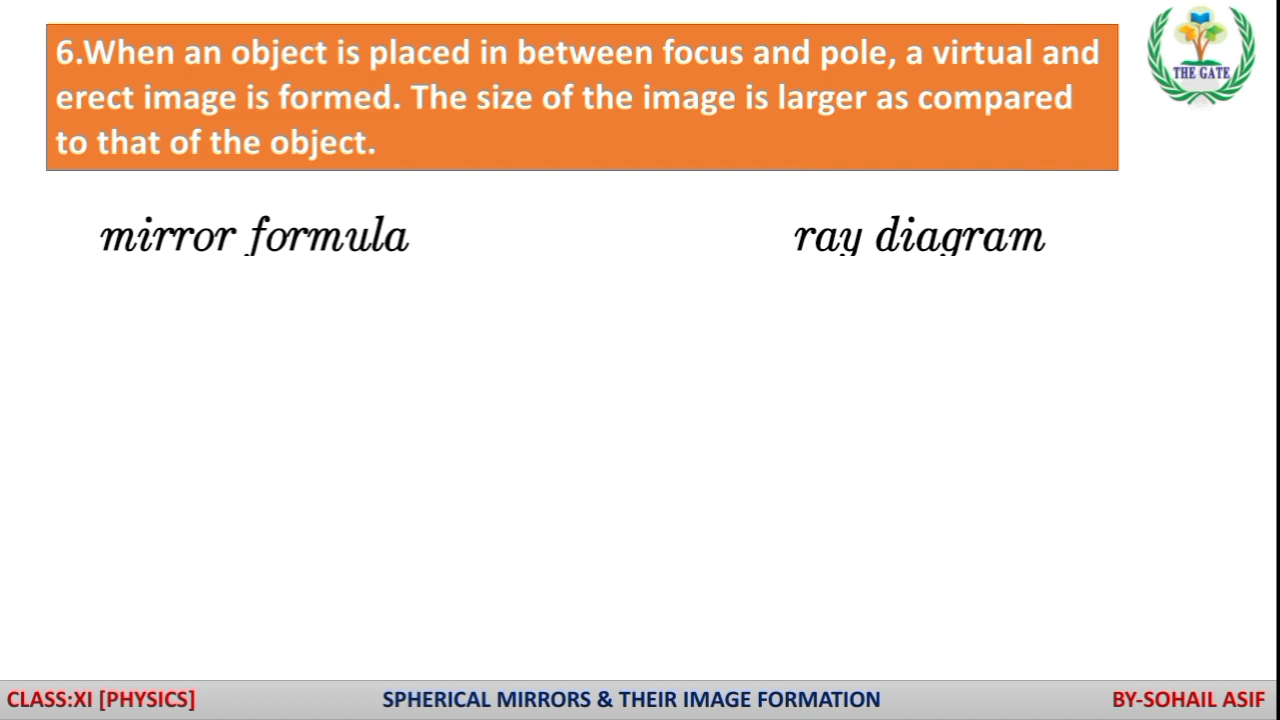 6.When an object is placed in between focus and pole, a virtual and
erect image is formed. The size of the image is larger as compared
to that of the object.
THE GATE
mirror formula
ray diagram
CLASS:XI [PHYSICS]
SPHERICAL MIRRORS & THEIR IMAGE FORMATION
BY-SOHAIL ASIF